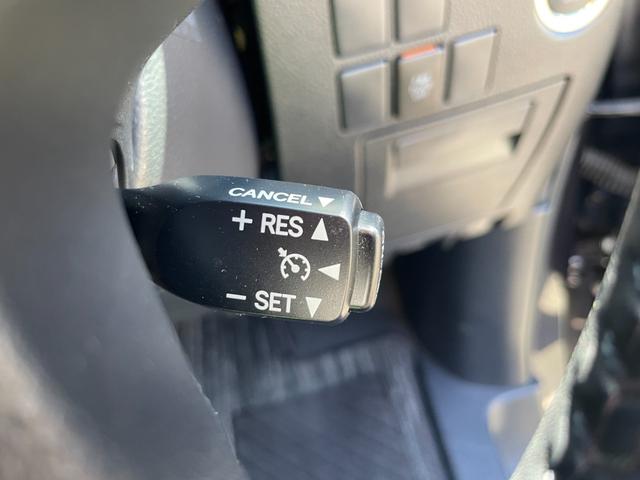 CANCEL ▼
+ RES ▲
◀
− SET ▼